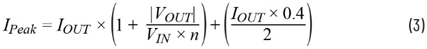 I_Peak = I_OUT × (1 + |V_OUT| / (V_IN × n)) + ((I_OUT × 0.4) / 2) (3)